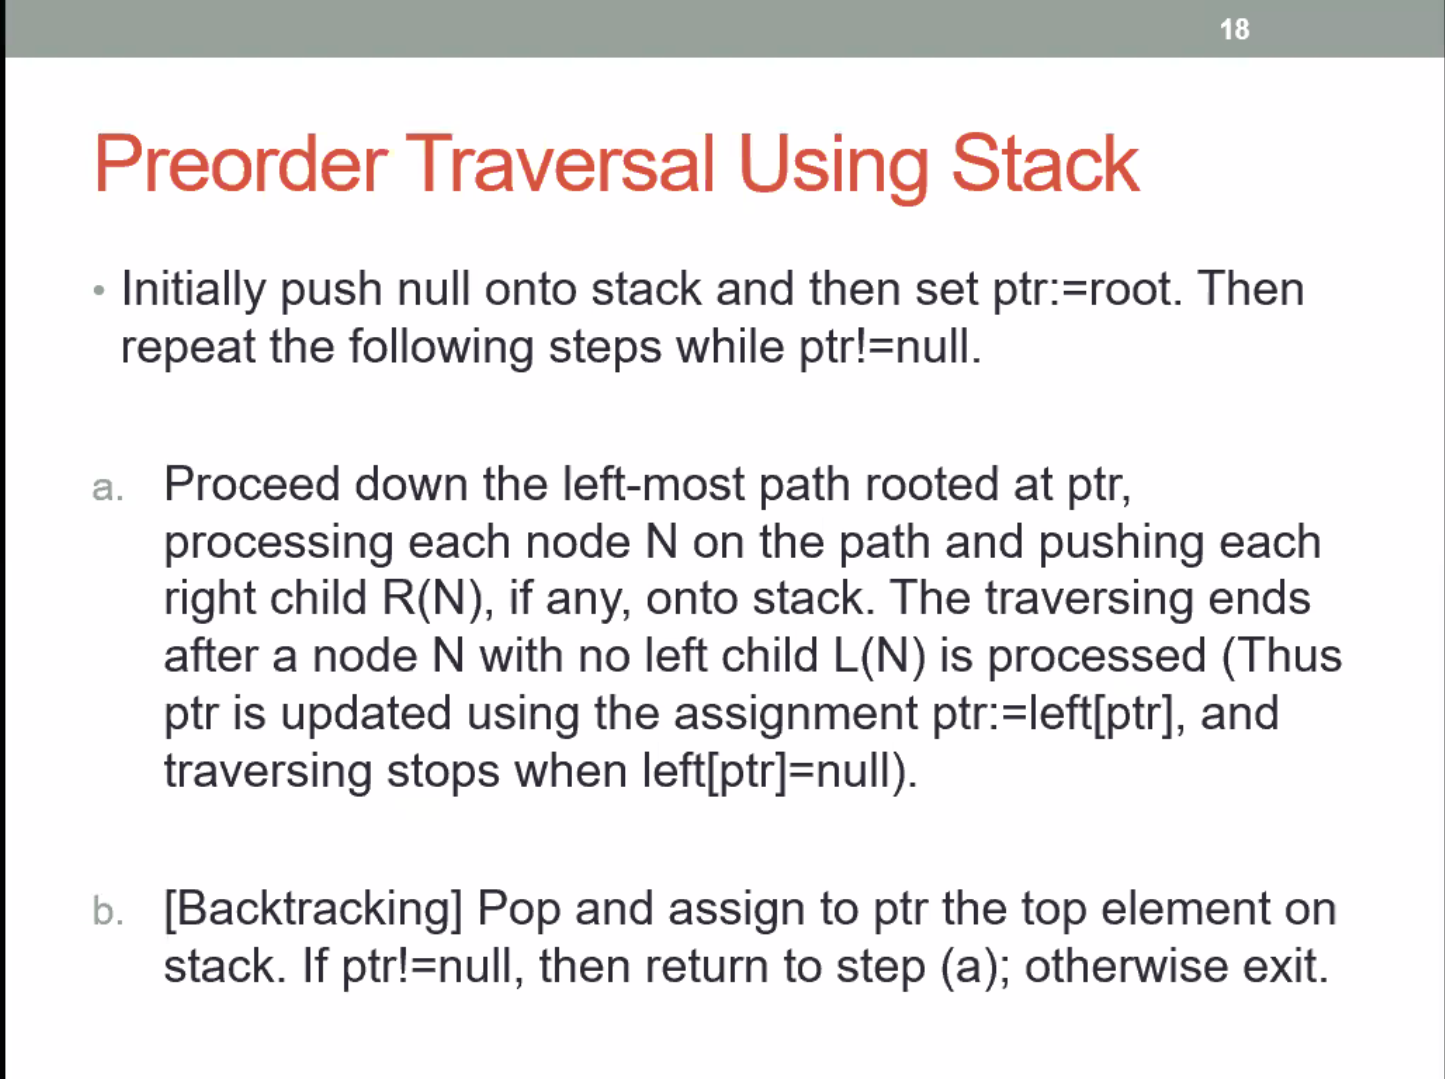 18
Preorder Traversal Using Stack
• Initially push null onto stack and then set ptr:=root. Then
repeat the following steps while ptr!=null.
a. Proceed down the left-most path rooted at ptr,
processing each node N on the path and pushing each
right child R(N), if any, onto stack. The traversing ends
after a node N with no left child L(N) is processed (Thus
ptr is updated using the assignment ptr:=left[ptr], and
traversing stops when left[ptr]=null).
b. [Backtracking] Pop and assign to ptr the top element on
stack. If ptr!=null, then return to step (a); otherwise exit.